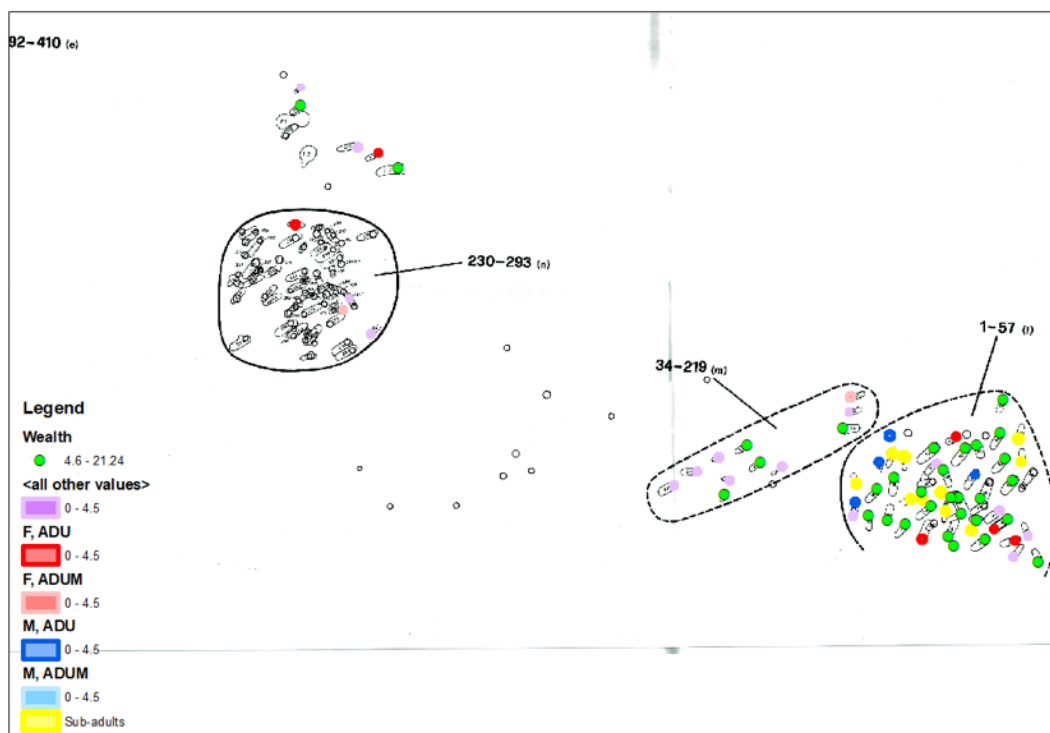 92–410 (e)
230–293 (n)
1–57 (l)
34–219 (m)
Legend
Wealth
4.6 - 21.24
<all other values>
0 - 4.5
F, ADU
0 - 4.5
F, ADUM
0 - 4.5
M, ADU
0 - 4.5
M, ADUM
0 - 4.5
Sub-adults